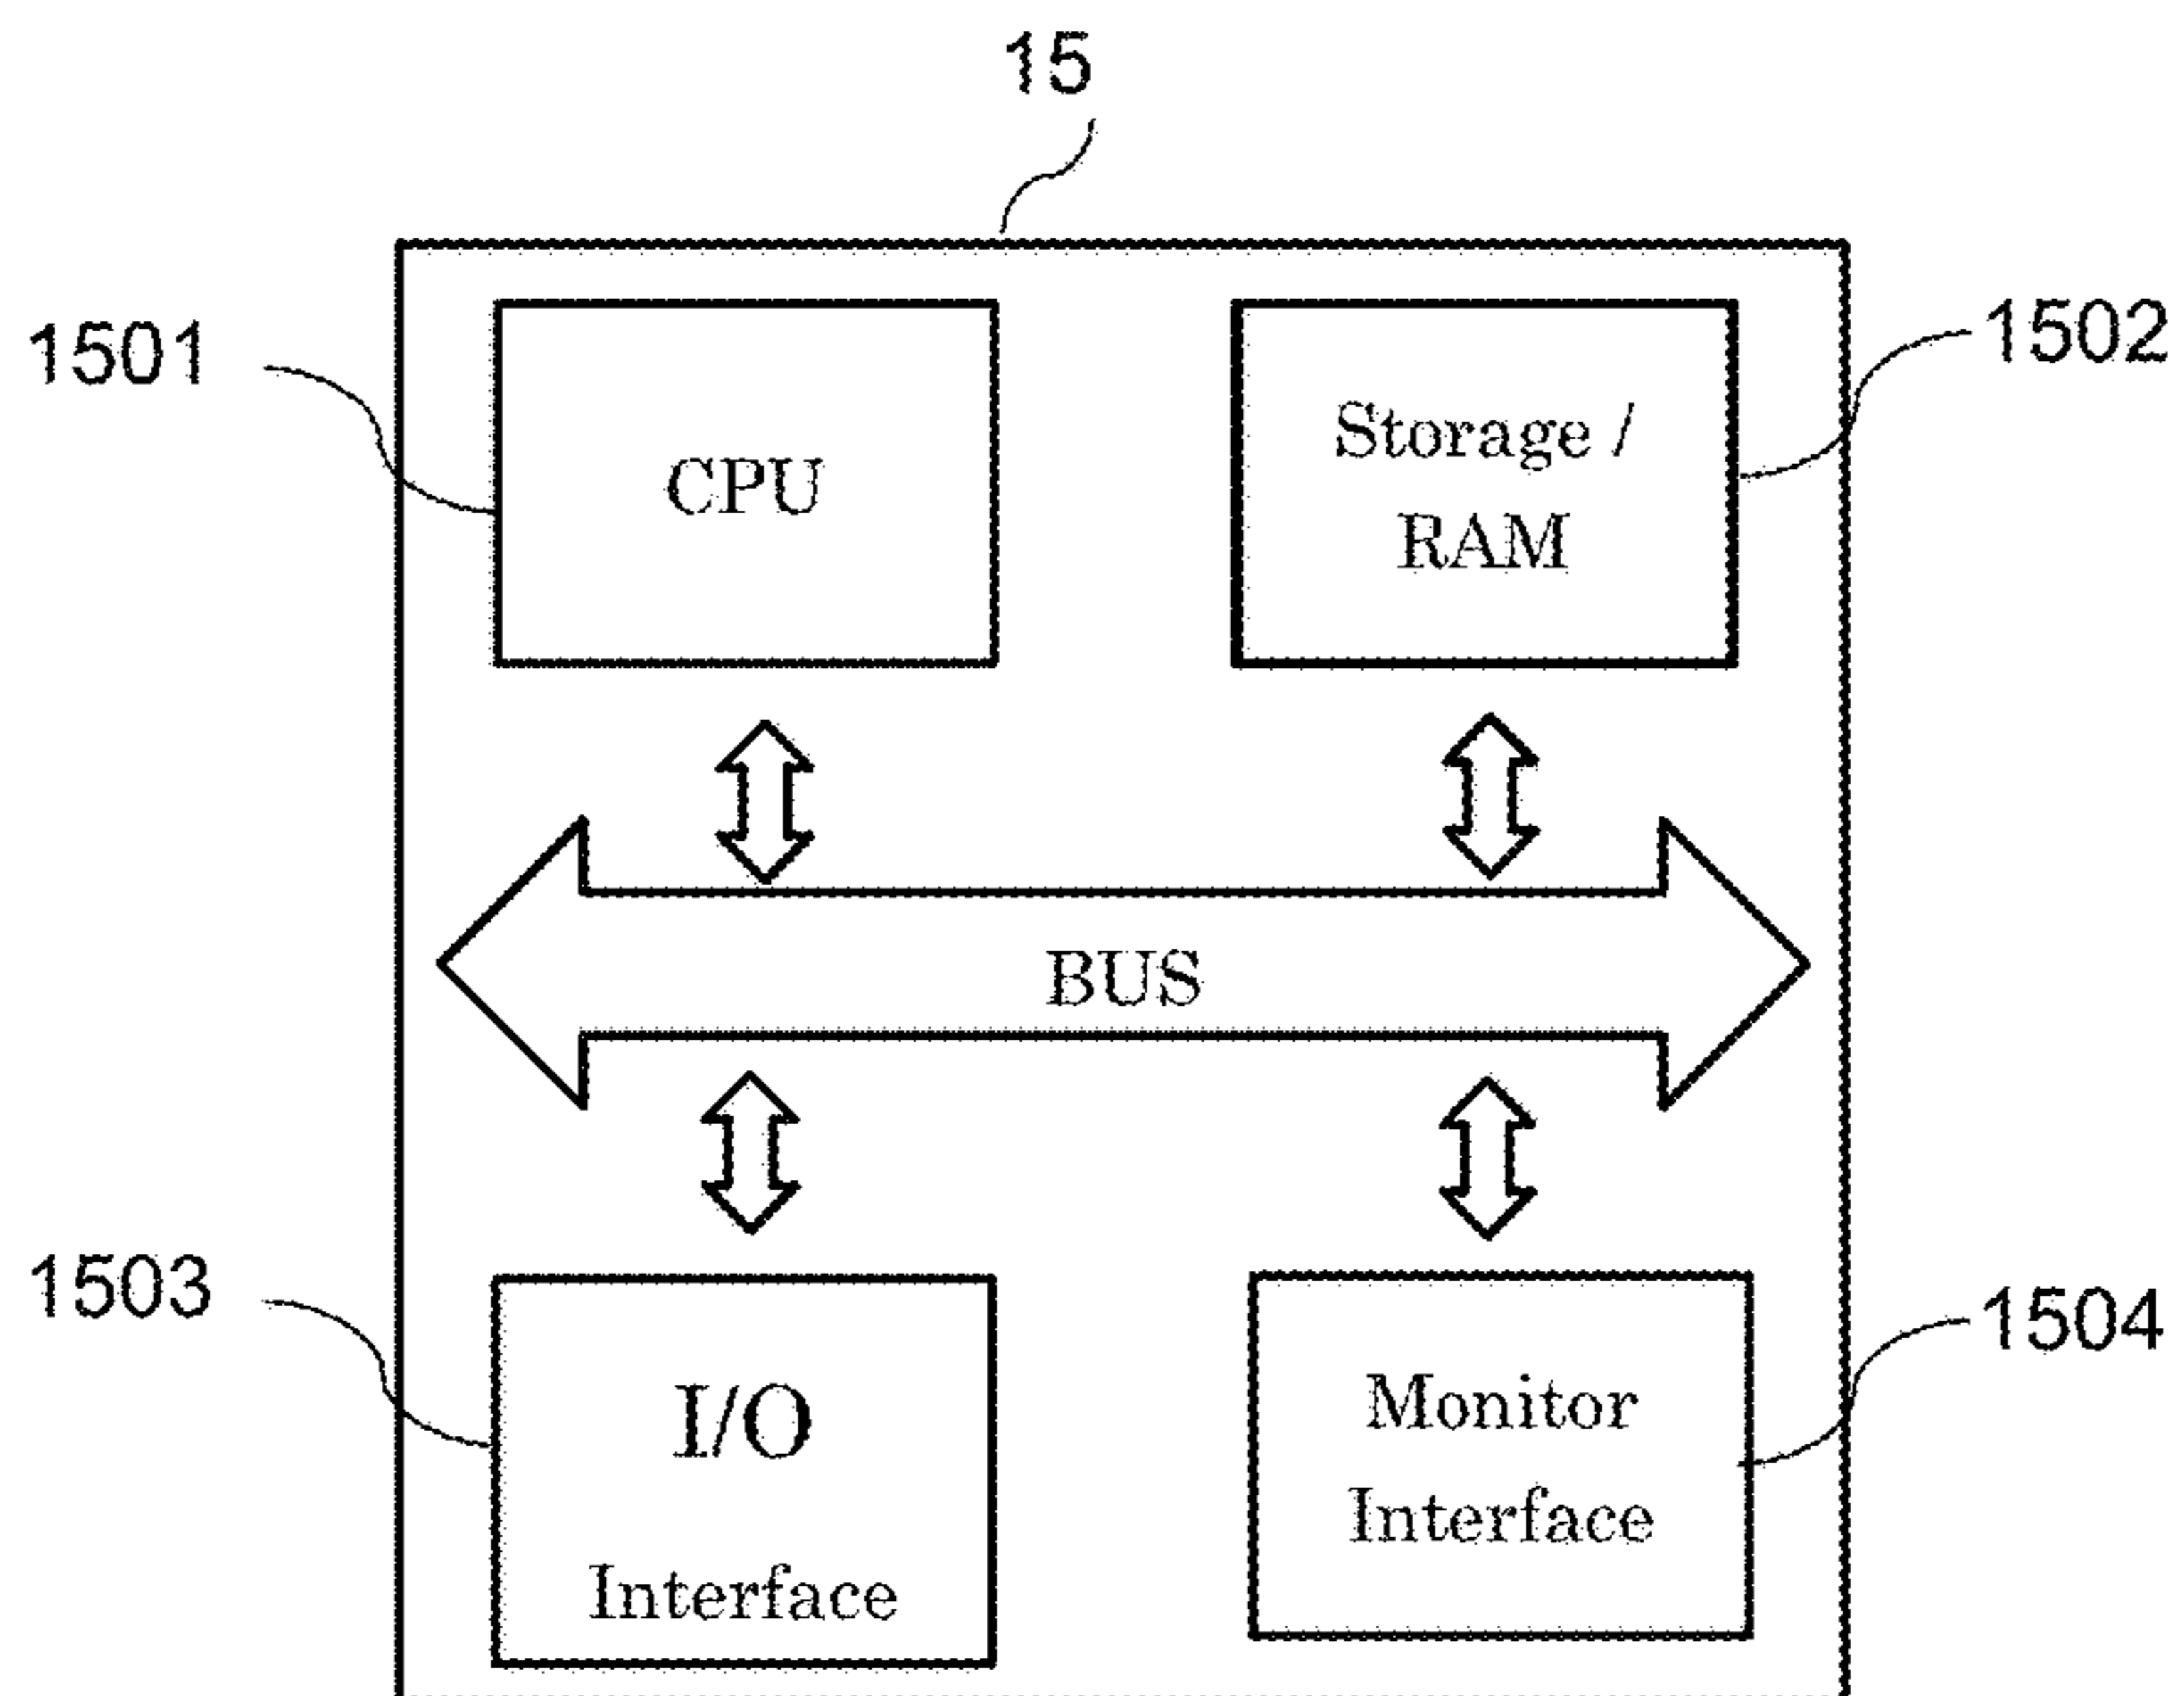 15
1501
1502
CPU
Storage /
RAM
BUS
1503
1504
I/O
Interface
Monitor
Interface